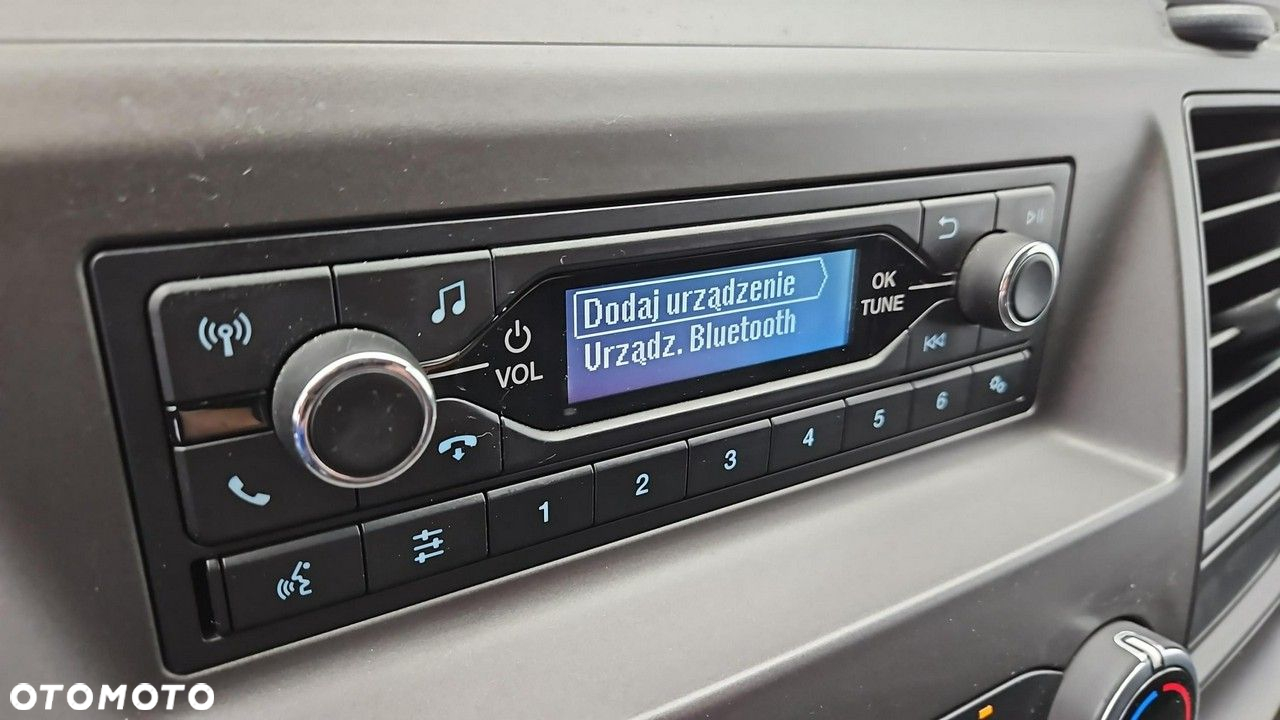 Dodaj urządzenie
Urządz. Bluetooth
VOL
OK
TUNE
1
2
3
4
5
6
OTOMOTO